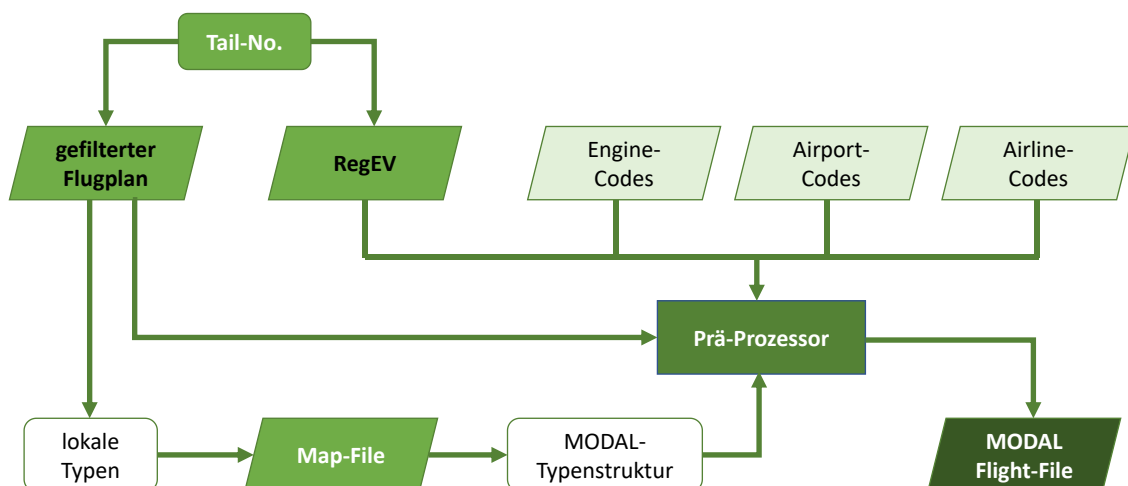 Tail-No.
gefilterter
Flugplan
RegEV
Engine-
Codes
Airport-
Codes
Airline-
Codes
Prä-Prozessor
lokale
Typen
Map-File
MODAL-
Typenstruktur
MODAL
Flight-File